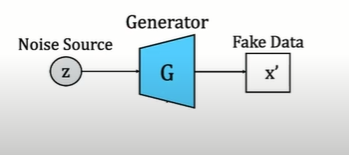 Generator
Noise Source
Fake Data
z
G
x'